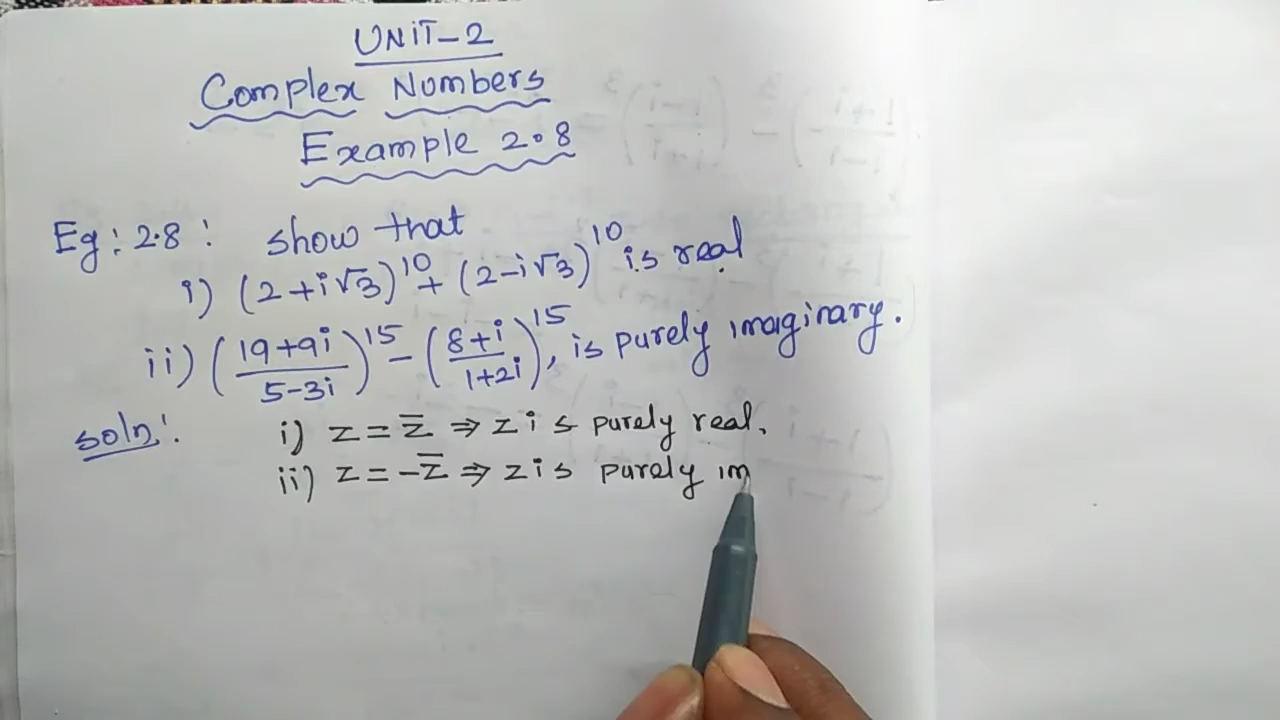 UNIT-2
Complex Numbers
Example 2.8
Eg: 2.8: show that
i) (2+i√3)^10 + (2-i√3)^10 is real
ii) ((19+9i)/(5-3i))^15 - ((8+i)/(1+2i))^15, is purely imaginary.
soln: i) z = z̅ ⇒ z is purely real.
ii) z = -z̅ ⇒ z is purely im